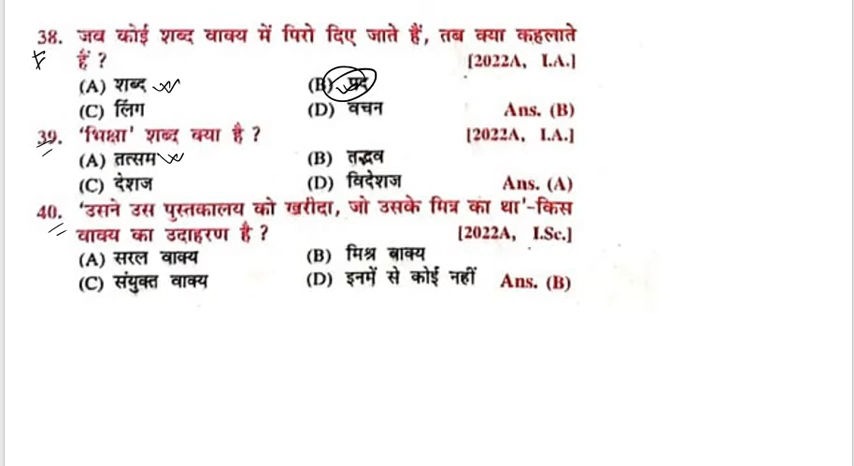 38. जब कोई शब्द वाक्य में पिरो दिए जाते हैं, तब क्या कहलाते
हैं ? [2022A, I.A.]
(A) शब्द (B) पद
(C) लिंग (D) वचन Ans. (B)
39. ‘भिक्षा’ शब्द क्या है ? [2022A, I.A.]
(A) तत्सम (B) तद्भव
(C) देशज (D) विदेशज Ans. (A)
40. ‘उसने उस पुस्तकालय को खरीदा, जो उसके मित्र का था’-किस
वाक्य का उदाहरण है ? [2022A, I.Sc.]
(A) सरल वाक्य (B) मिश्र वाक्य
(C) संयुक्त वाक्य (D) इनमें से कोई नहीं Ans. (B)